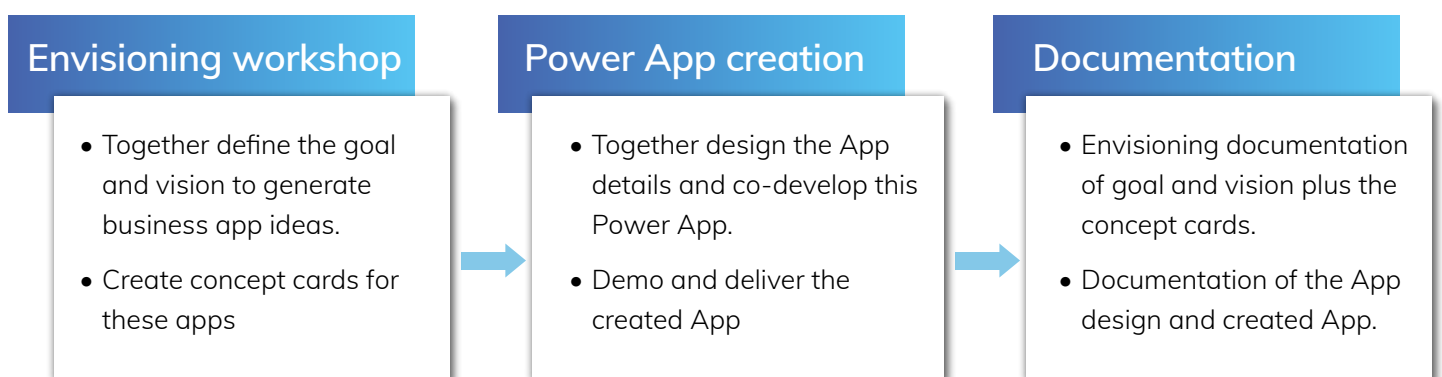 Envisioning workshop
• Together define the goal
and vision to generate
business app ideas.
• Create concept cards for
these apps
Power App creation
• Together design the App
details and co-develop this
Power App.
• Demo and deliver the
created App
Documentation
• Envisioning documentation
of goal and vision plus the
concept cards.
• Documentation of the App
design and created App.